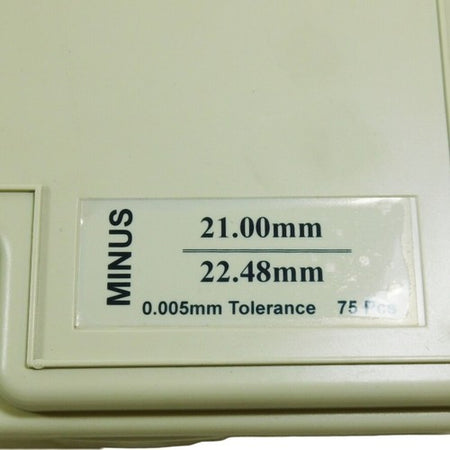 MINUS
21.00mm
22.48mm
0.005mm Tolerance 75 Pcs